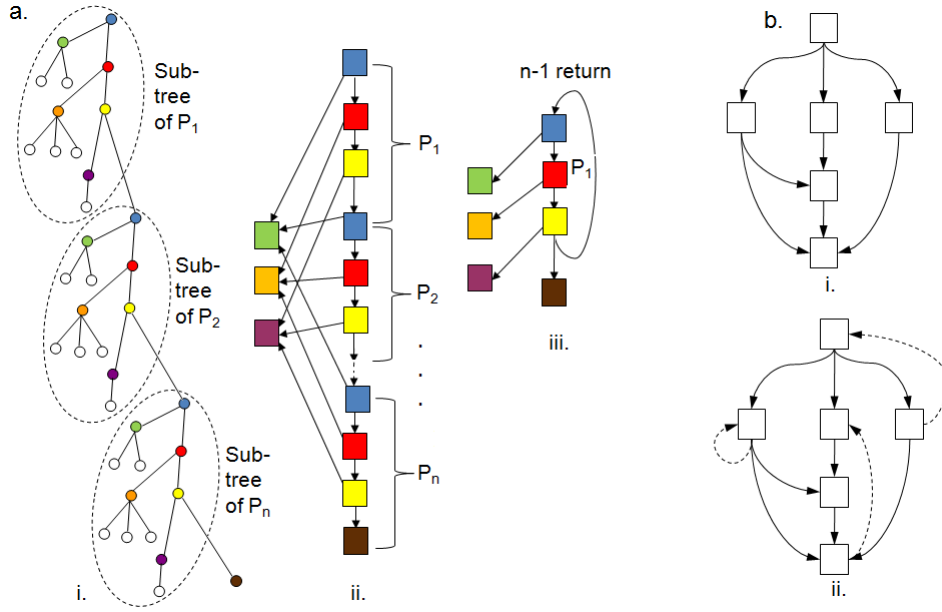 a.
b.
Sub-
tree
of P1
n-1 return
P1
P1
Sub-
tree
of P2
P2
.
.
.
iii.
i.
Sub-
tree
of Pn
Pn
i.
ii.
ii.